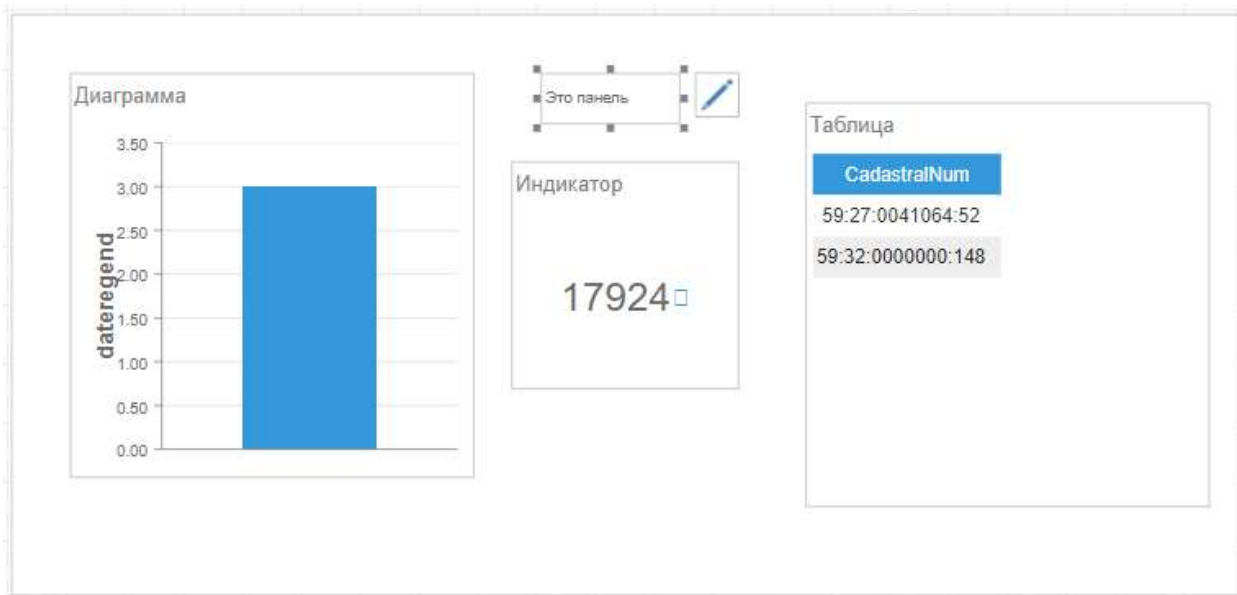 Диаграмма
3.50
3.00
2.50
2.00
1.50
1.00
0.50
0.00
dateregend
Это панель
Индикатор
17924
Таблица
CadastralNum
59:27:0041064:52
59:32:0000000:148